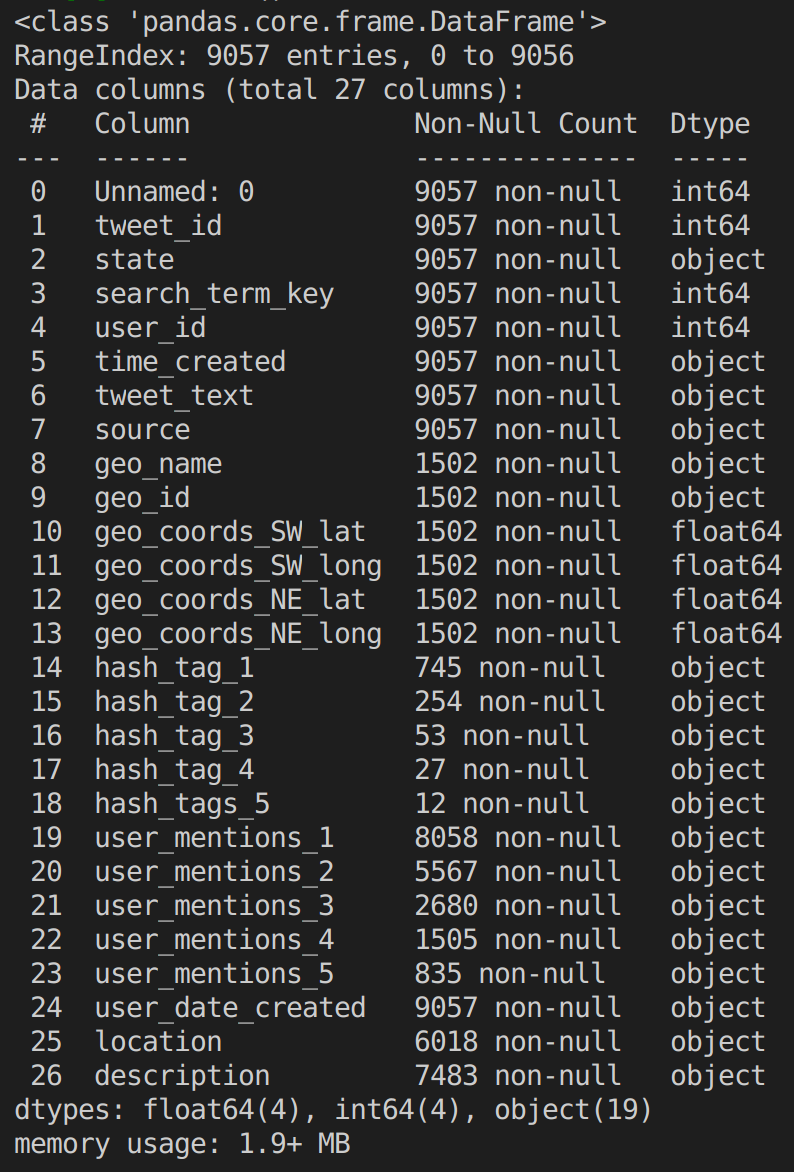 <class 'pandas.core.frame.DataFrame'>
RangeIndex: 9057 entries, 0 to 9056
Data columns (total 27 columns):
 #   Column              Non-Null Count  Dtype
---  ------              --------------  -----
 0   Unnamed: 0          9057 non-null   int64
 1   tweet_id            9057 non-null   int64
 2   state               9057 non-null   object
 3   search_term_key     9057 non-null   int64
 4   user_id             9057 non-null   int64
 5   time_created        9057 non-null   object
 6   tweet_text          9057 non-null   object
 7   source              9057 non-null   object
 8   geo_name            1502 non-null   object
 9   geo_id              1502 non-null   object
 10  geo_coords_SW_lat   1502 non-null   float64
 11  geo_coords_SW_long  1502 non-null   float64
 12  geo_coords_NE_lat   1502 non-null   float64
 13  geo_coords_NE_long  1502 non-null   float64
 14  hash_tag_1          745 non-null    object
 15  hash_tag_2          254 non-null    object
 16  hash_tag_3          53 non-null     object
 17  hash_tag_4          27 non-null     object
 18  hash_tags_5         12 non-null     object
 19  user_mentions_1     8058 non-null   object
 20  user_mentions_2     5567 non-null   object
 21  user_mentions_3     2680 non-null   object
 22  user_mentions_4     1505 non-null   object
 23  user_mentions_5     835 non-null    object
 24  user_date_created   9057 non-null   object
 25  location            6018 non-null   object
 26  description         7483 non-null   object
dtypes: float64(4), int64(4), object(19)
memory usage: 1.9+ MB